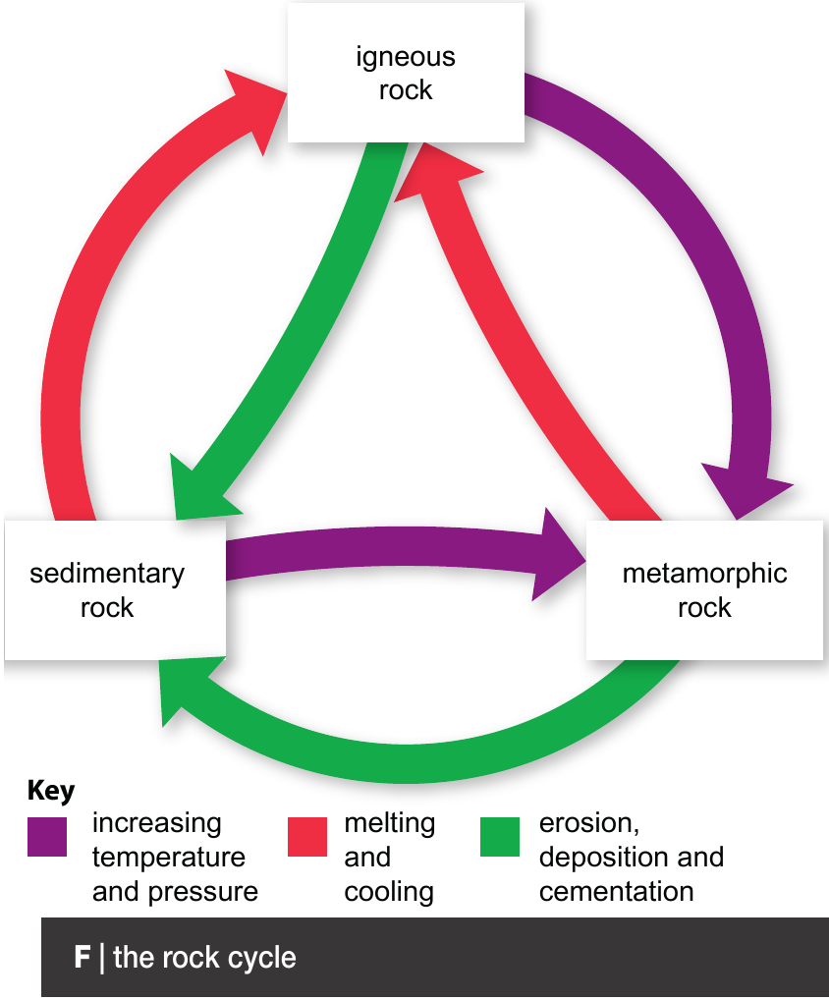 igneous
rock
sedimentary
rock
metamorphic
rock
Key
increasing
temperature
and pressure
melting
and
cooling
erosion,
deposition and
cementation
F | the rock cycle